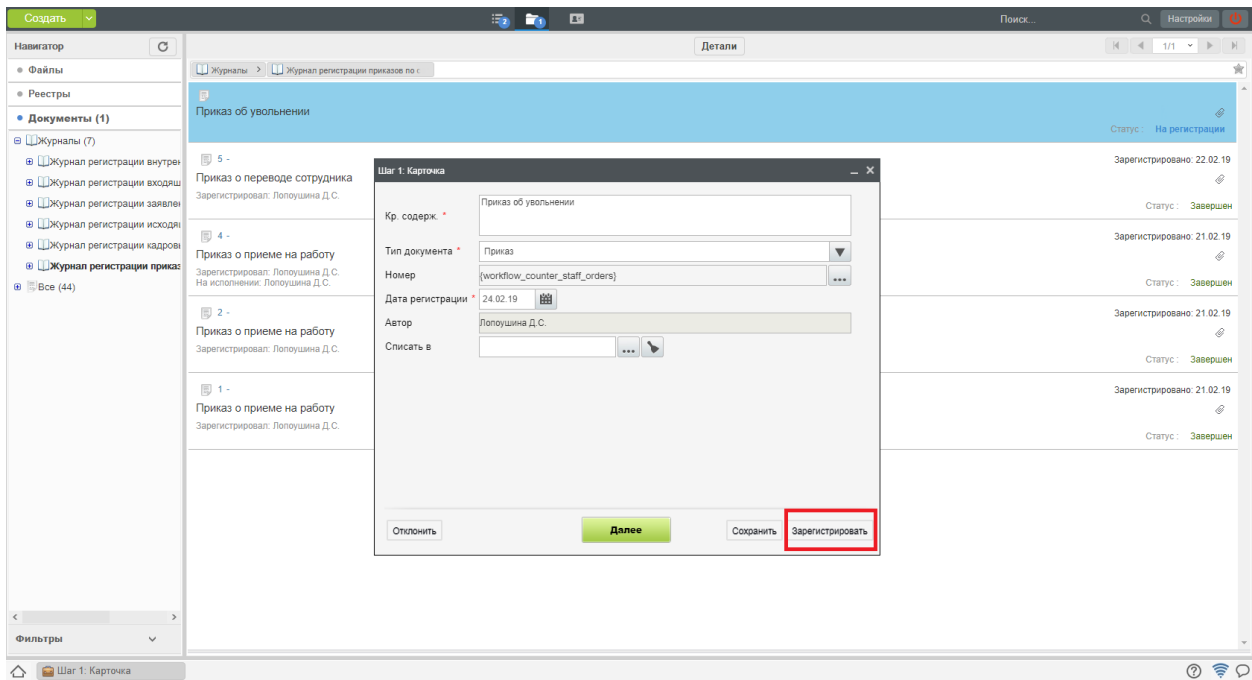 Создать
2
1
Поиск...
Настройки
Навигатор
Детали
1/1
Файлы
Журналы > Журнал регистрации приказов по с
Реестры
Документы (1)
Журналы (7)
Журнал регистрации внутрен
Журнал регистрации входящ
Журнал регистрации заявлен
Журнал регистрации исходящ
Журнал регистрации кадров
Журнал регистрации приказ
Все (44)
Приказ об увольнении
Статус : На регистрации
5 -
Зарегистрировано: 22.02.19
Приказ о переводе сотрудника
Зарегистрировал: Лопоушина Д.С.
Статус : Завершен
4 -
Зарегистрировано: 21.02.19
Приказ о приеме на работу
Зарегистрировал: Лопоушина Д.С.
На исполнении: Лопоушина Д.С.
Статус : Завершен
2 -
Зарегистрировано: 21.02.19
Приказ о приеме на работу
Зарегистрировал: Лопоушина Д.С.
Статус : Завершен
1 -
Зарегистрировано: 21.02.19
Приказ о приеме на работу
Зарегистрировал: Лопоушина Д.С.
Статус : Завершен
Шаг 1: Карточка
Кр. содерж. * Приказ об увольнении
Тип документа * Приказ
Номер {workflow_counter_staff_orders} ...
Дата регистрации * 24.02.19
Автор Лопоушина Д.С.
Списать в ...
Отклонить Далее Сохранить Зарегистрировать
Фильтры
Шаг 1: Карточка